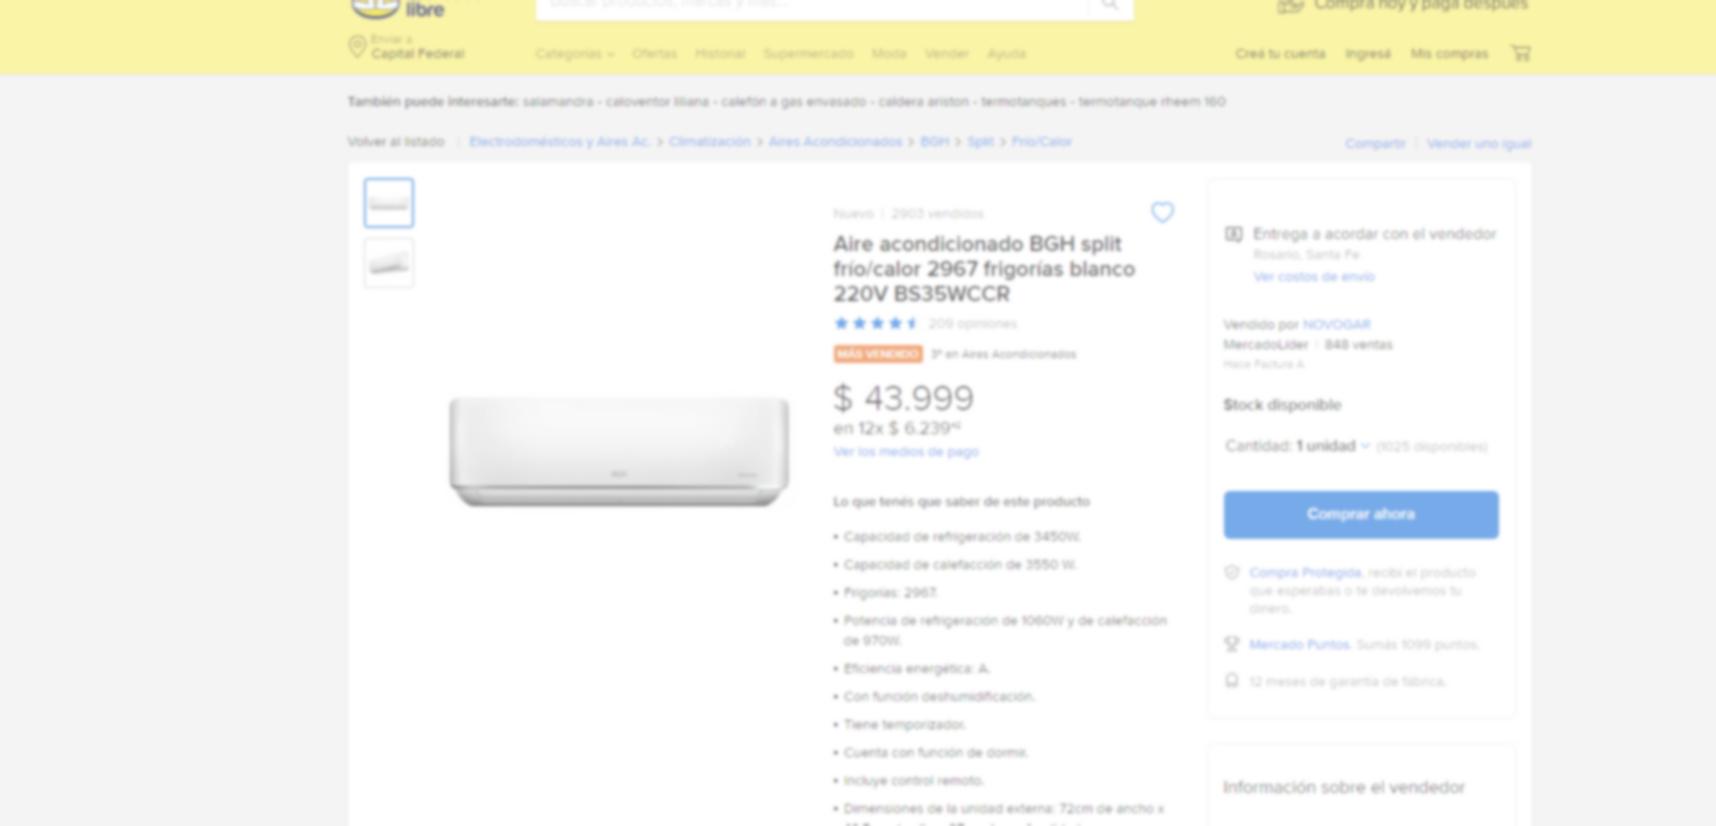 libre
Buscar productos, marcas y más...
Compra hoy y paga después
Enviar a
Capital Federal
Categorías
Ofertas
Historial
Supermercado
Moda
Vender
Ayuda
Creá tu cuenta
Ingresá
Mis compras
También puede interesarte: salamandra - caloventor liliana - calefón a gas envasado - caldera ariston - termotanques - termotanque rheem 160
Volver al listado | Electrodomésticos y Aires Ac. > Climatización > Aires Acondicionados > BGH > Split > Frío/Calor
Compartir | Vender uno igual
Nuevo | 2903 vendidos
Aire acondicionado BGH split
frío/calor 2967 frigorías blanco
220V BS35WCCR
209 opiniones
MÁS VENDIDO 3º en Aires Acondicionados
$ 43.999
en 12x $ 6.239
Ver los medios de pago
Lo que tenés que saber de este producto
• Capacidad de refrigeración de 3450W.
• Capacidad de calefacción de 3550 W.
• Frigorías: 2967.
• Potencia de refrigeración de 1060W y de calefacción
de 970W.
• Eficiencia energética: A.
• Con función deshumidificación.
• Tiene temporizador.
• Cuenta con función de dormir.
• Incluye control remoto.
• Dimensiones de la unidad externa: 72cm de ancho x
Entrega a acordar con el vendedor
Rosario, Santa Fe
Ver costos de envío
Vendido por NOVOGAR
MercadoLíder | 848 ventas
Hace Factura A
Stock disponible
Cantidad: 1 unidad (1025 disponibles)
Comprar ahora
Compra Protegida, recibí el producto
que esperabas o te devolvemos tu
dinero.
Mercado Puntos. Sumás 1099 puntos.
12 meses de garantía de fábrica.
Información sobre el vendedor